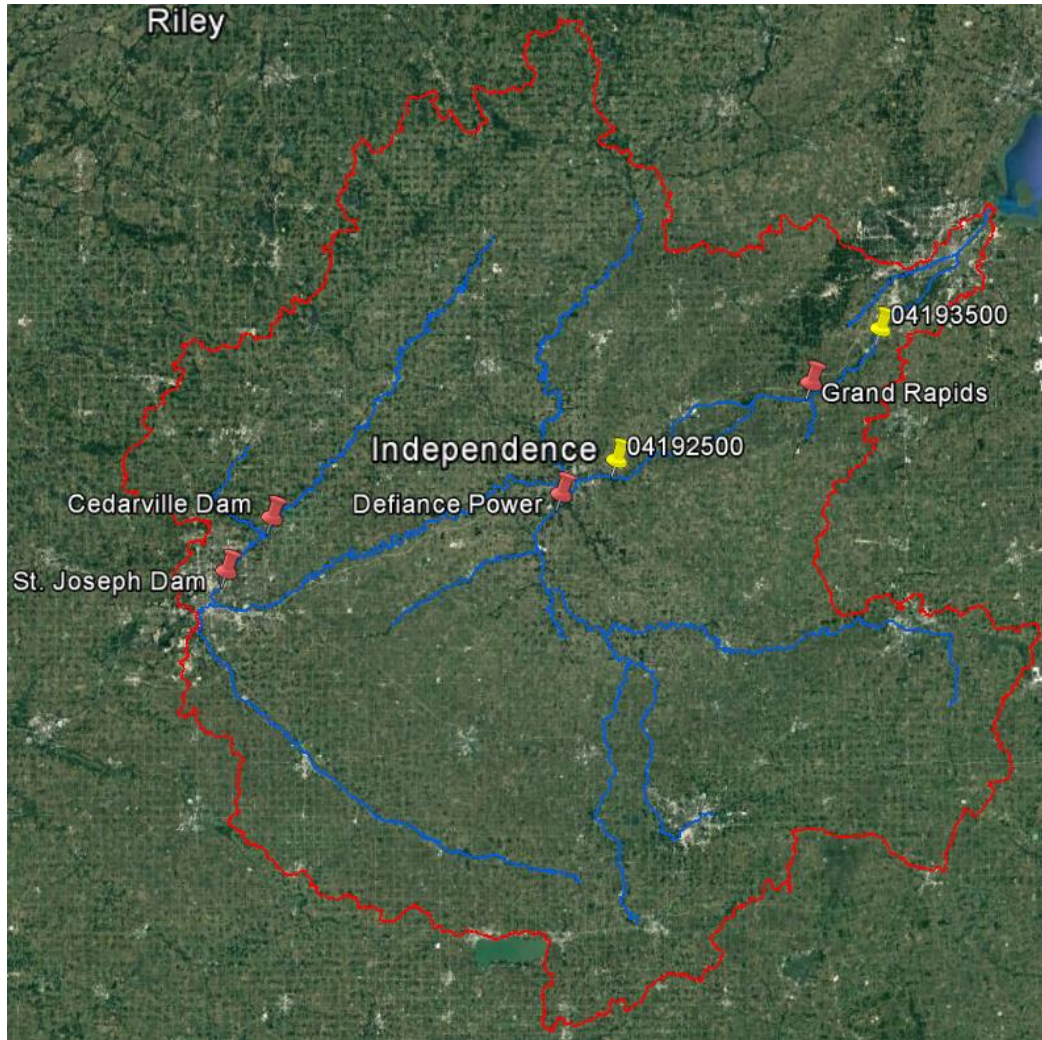 Riley
04193500
Grand Rapids
Independence
04192500
Cedarville Dam
Defiance Power
St. Joseph Dam